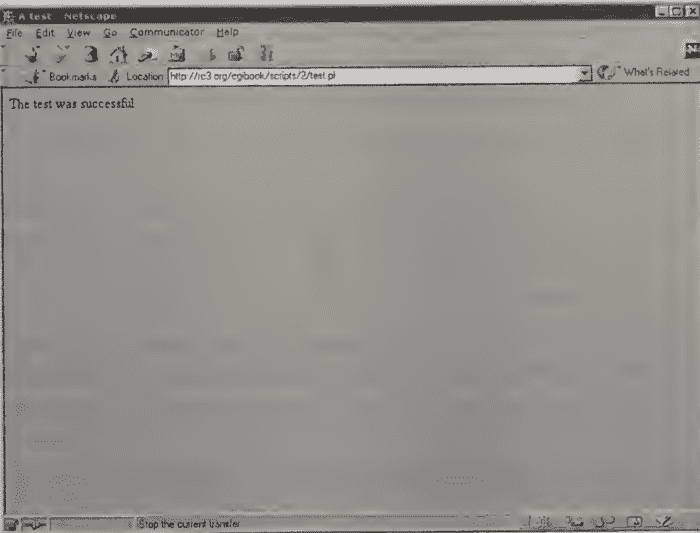 A test Netscape
File Edit View Go Communicator Help
Bookmarks Location http://rc3.org/cgibook/scripts/2/test.pl What's Related
The test was successful
Stop the current transfer